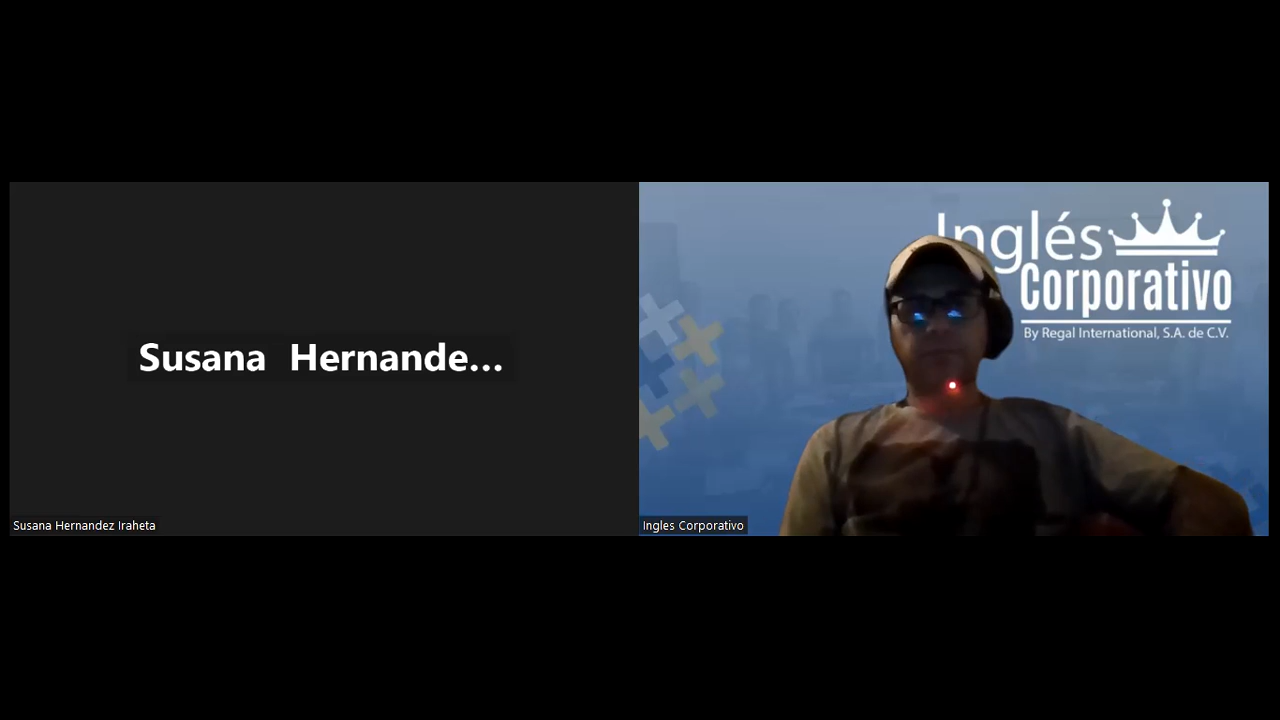 Susana Hernande...
Susana Hernandez Iraheta
Inglés
Corporativo
By Regal International, S.A. de C.V.
Ingles Corporativo